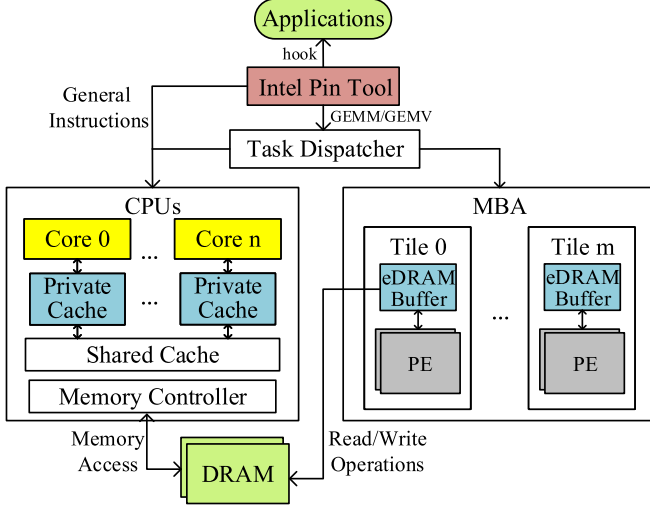 Applications
hook
Intel Pin Tool
General
Instructions
GEMM/GEMV
Task Dispatcher
CPUs
MBA
Core 0
...
Core n
Tile 0
Tile m
Private
Cache
...
Private
Cache
eDRAM
Buffer
...
eDRAM
Buffer
Shared Cache
PE
PE
Memory Controller
Memory
Access
DRAM
Read/Write
Operations